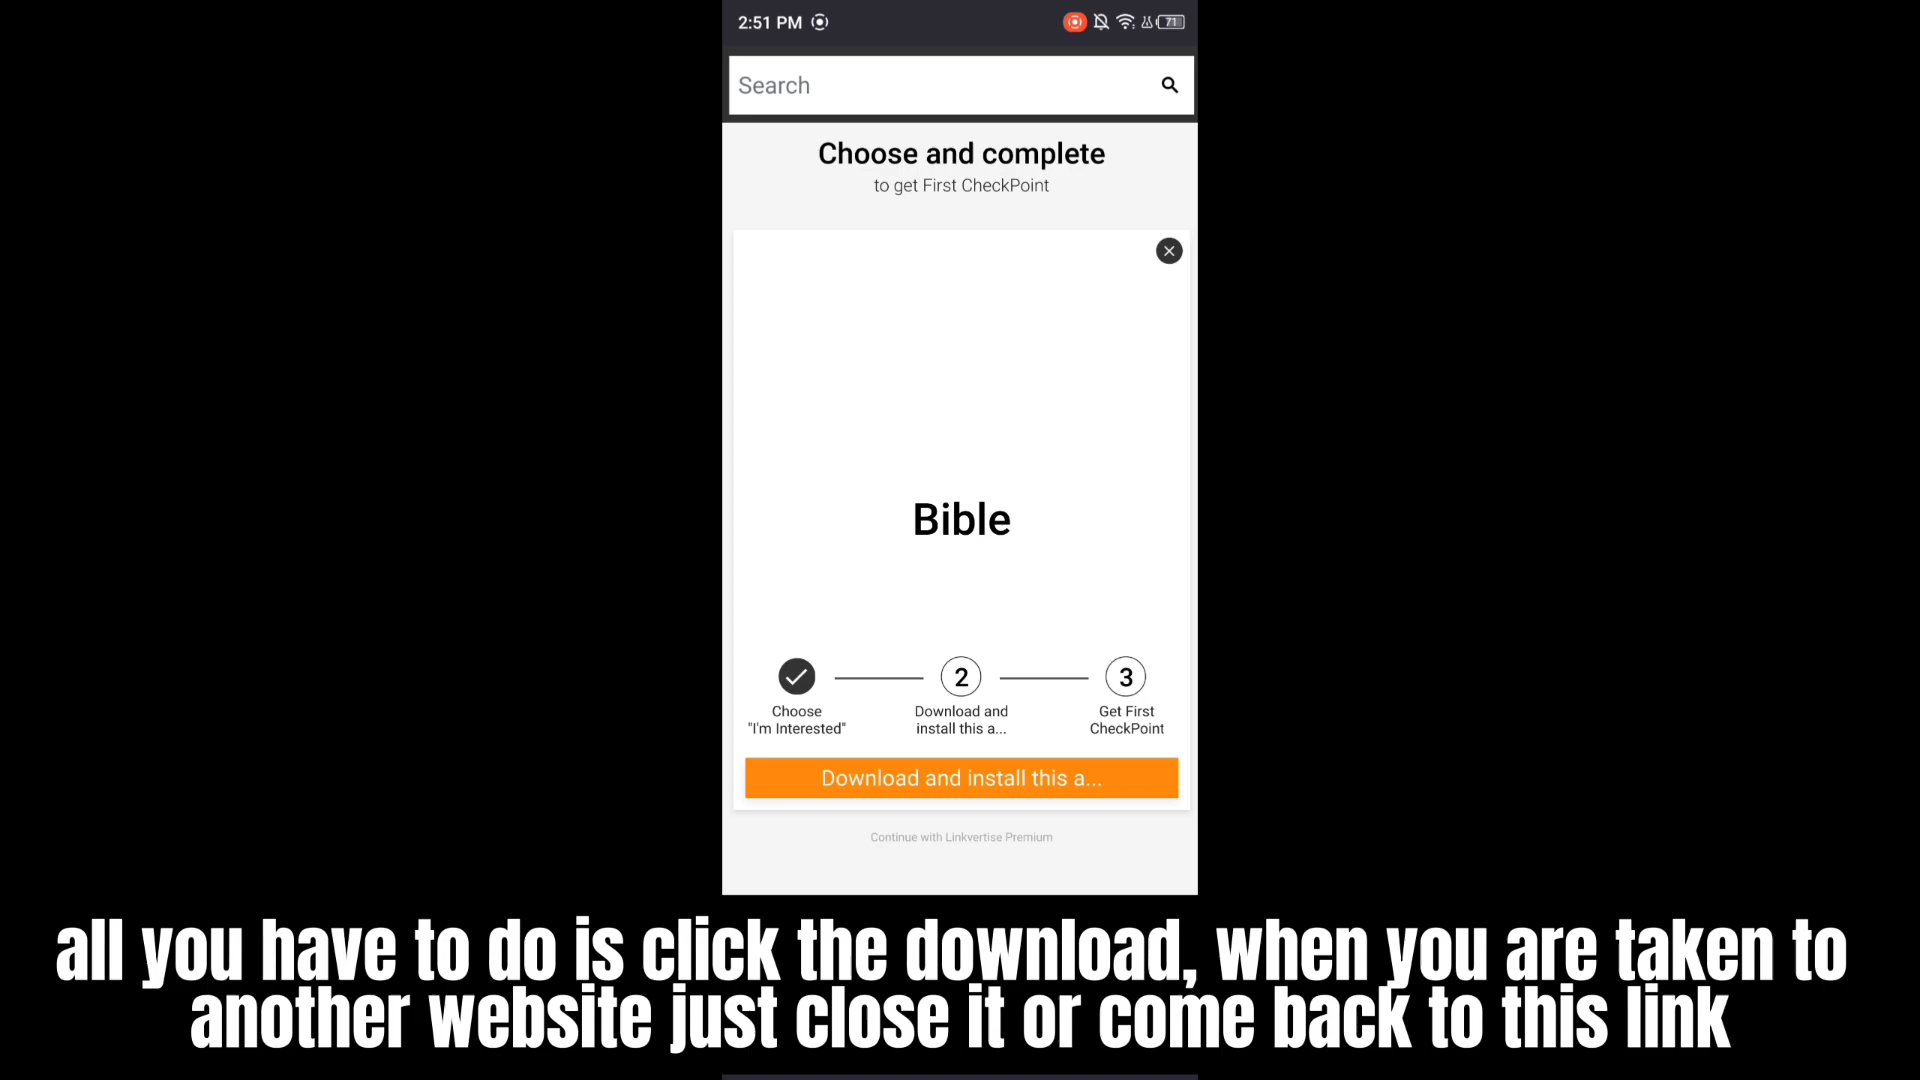 2:51 PM
71
Search
Choose and complete
to get First CheckPoint
Bible
2
3
Choose
"I'm Interested"
Download and
install this a...
Get First
CheckPoint
Download and install this a...
Continue with Linkvertise Premium
all you have to do is click the download, when you are taken to
another website just close it or come back to this link